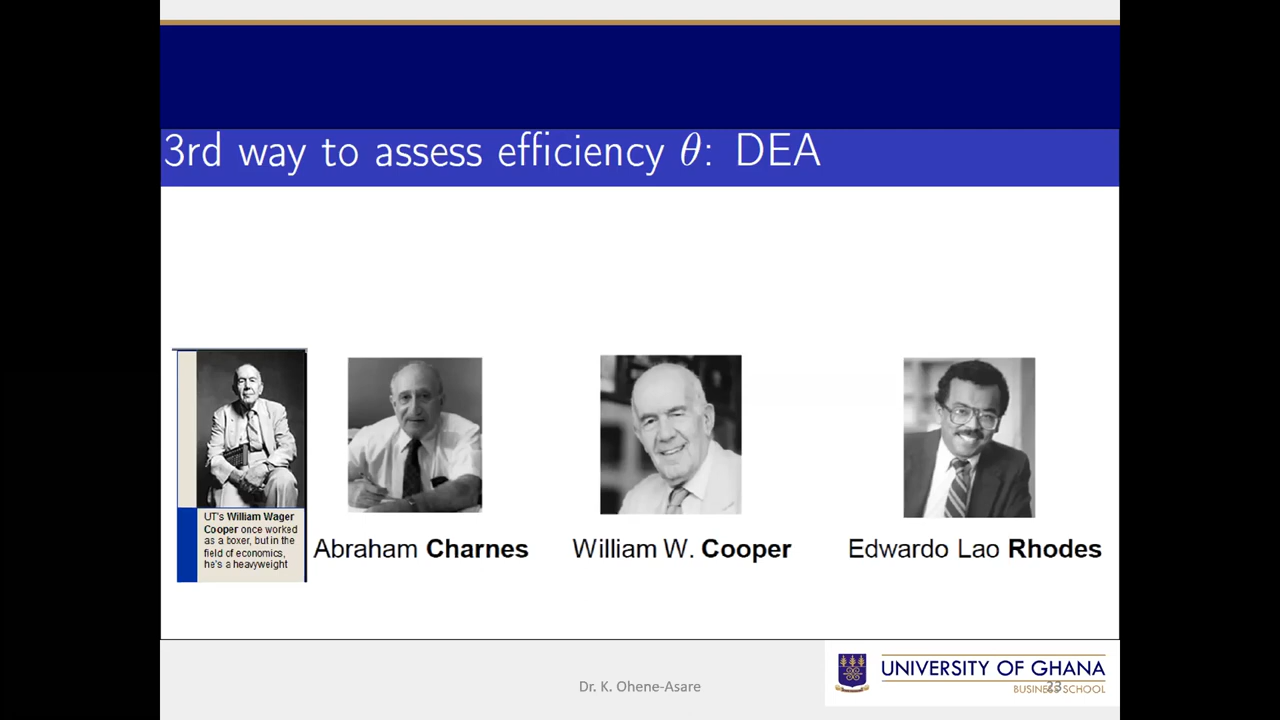 3rd way to assess efficiency θ: DEA
UT's William Wager
Cooper once worked
as a boxer, but in the
field of economics,
he's a heavyweight
Abraham Charnes
William W. Cooper
Edwardo Lao Rhodes
Dr. K. Ohene-Asare
UNIVERSITY OF GHANA
BUSINESS SCHOOL
23